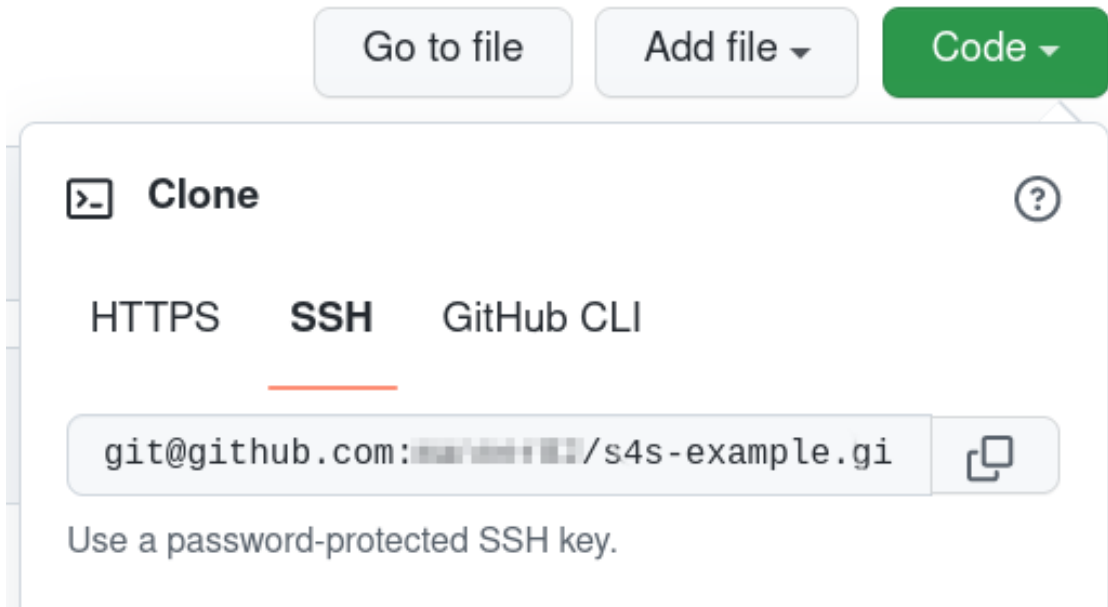 Go to file
Add file
Code
Clone
HTTPS SSH GitHub CLI
git@github.com: /s4s-example.gi
Use a password-protected SSH key.